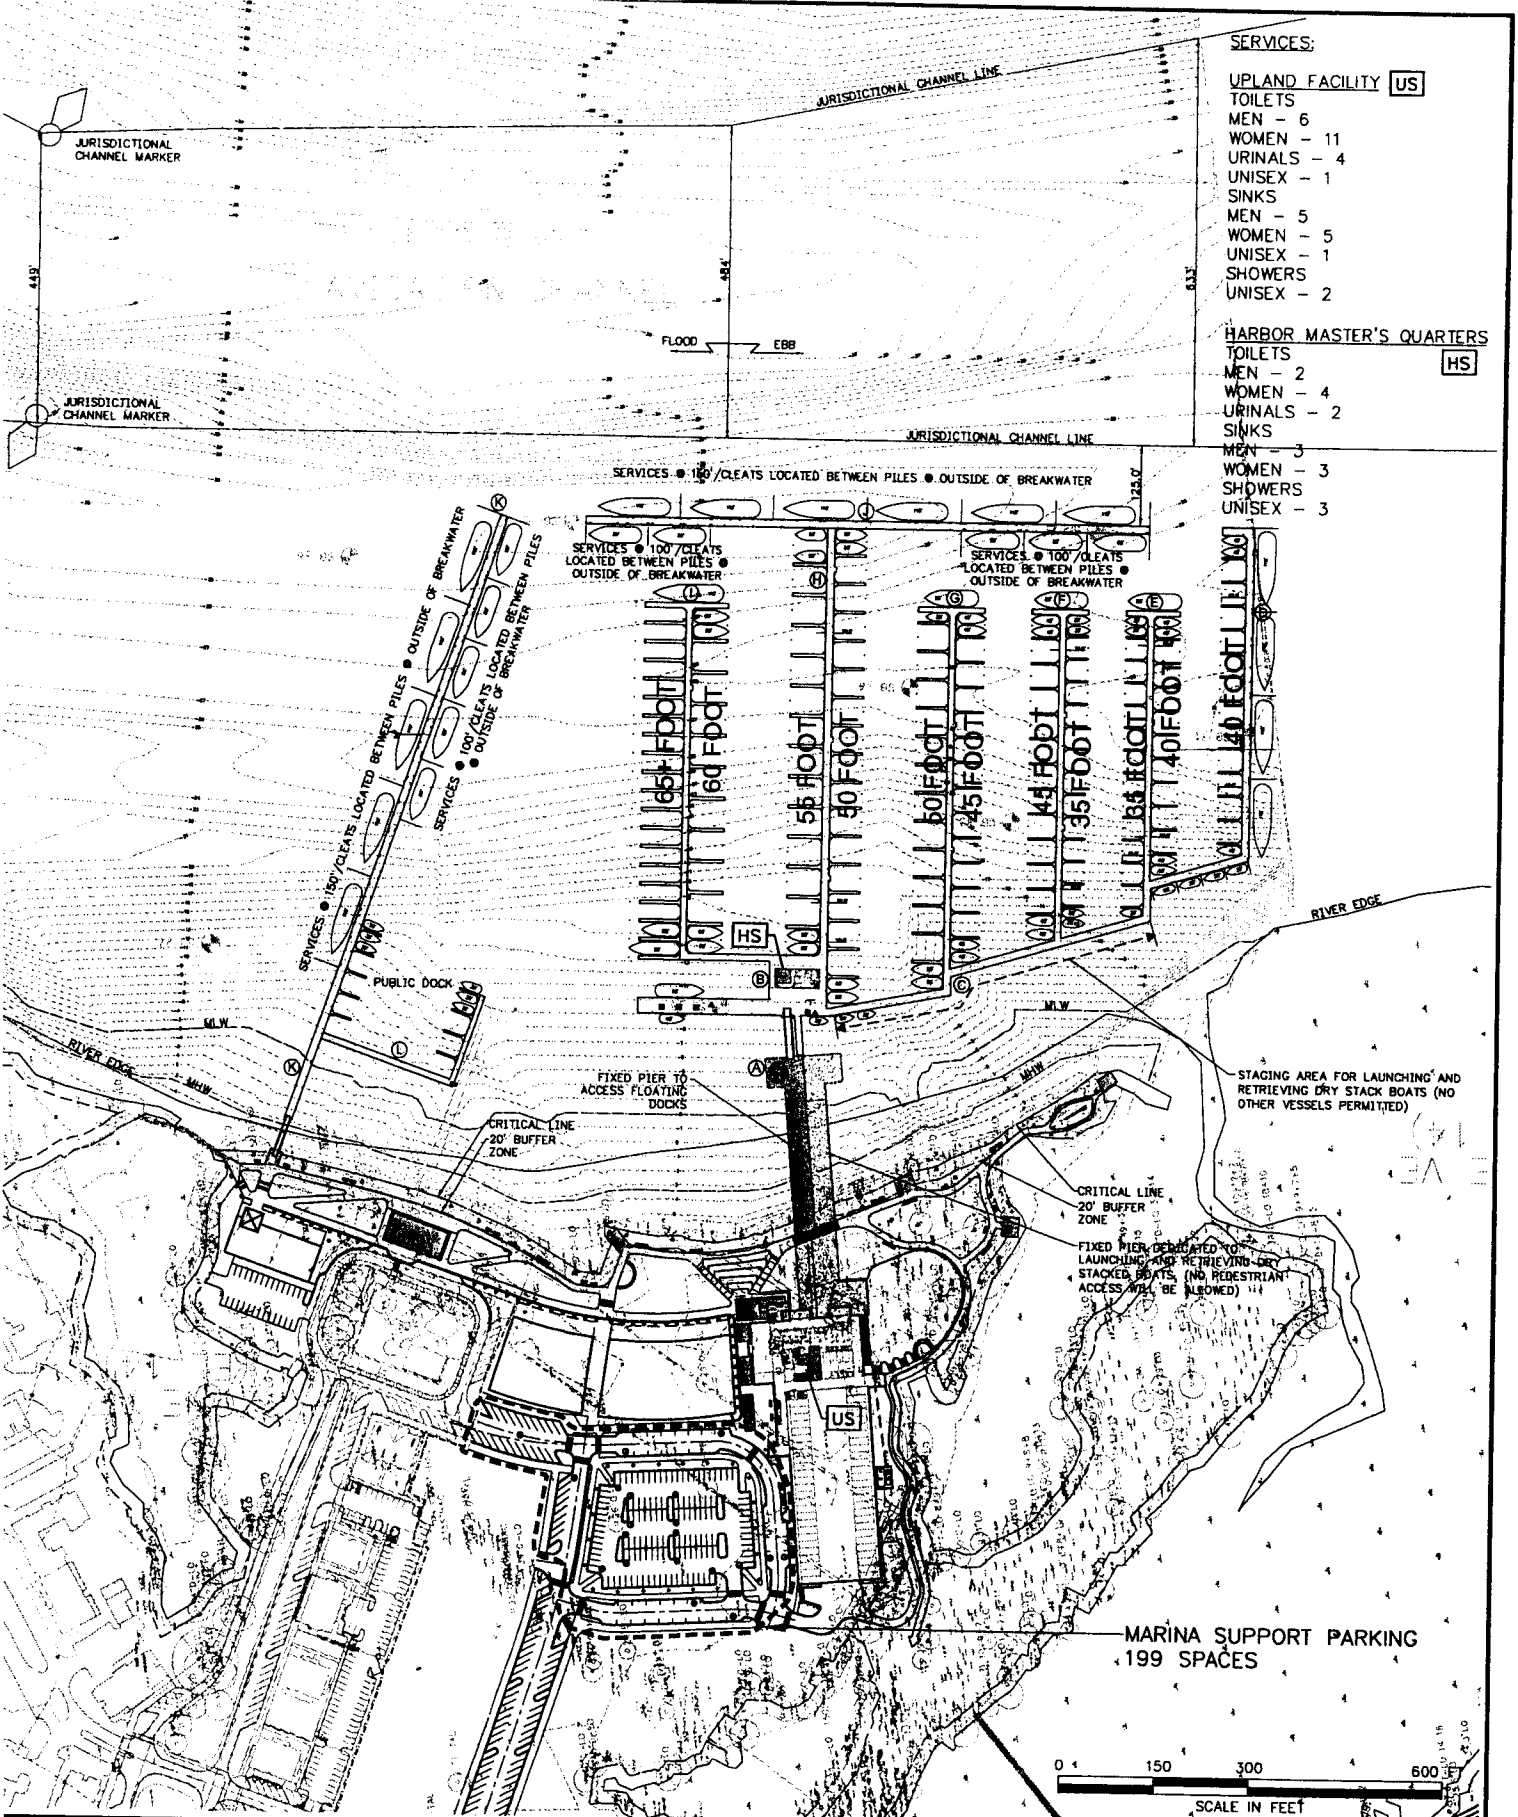 SERVICES:
UPLAND FACILITY US
TOILETS
MEN - 6
WOMEN - 11
URINALS - 4
UNISEX - 1
SINKS
MEN - 5
WOMEN - 5
UNISEX - 1
SHOWERS
UNISEX - 2
HARBOR MASTER'S QUARTERS
HS
TOILETS
MEN - 2
WOMEN - 4
URINALS - 2
SINKS
MEN - 3
WOMEN - 3
SHOWERS
UNISEX - 3
JURISDICTIONAL CHANNEL LINE
JURISDICTIONAL
CHANNEL MARKER
449'
484'
633'
FLOOD
EBB
JURISDICTIONAL
CHANNEL MARKER
JURISDICTIONAL CHANNEL LINE
125.0'
SERVICES @ 150'/CLEATS LOCATED BETWEEN PILES @ OUTSIDE OF BREAKWATER
K
J
SERVICES @ 100'/CLEATS
LOCATED BETWEEN PILES @
OUTSIDE OF BREAKWATER
SERVICES @ 100'/CLEATS
LOCATED BETWEEN PILES @
OUTSIDE OF BREAKWATER
H
I
G
F
E
D
SERVICES @ 150'/CLEATS LOCATED BETWEEN PILES @ OUTSIDE OF BREAKWATER
SERVICES @ 100'/CLEATS LOCATED BETWEEN PILES
@ OUTSIDE OF BREAKWATER
65+ FOOT
60 FOOT
55 FOOT
50 FOOT
50 FOOT
45 FOOT
45 FOOT
35 FOOT
35 FOOT
40 FOOT
40 FOOT
RIVER EDGE
HS
B
C
PUBLIC DOCK
MLW
MLW
RIVER EDGE
MHW
L
K
A
MHW
FIXED PIER TO
ACCESS FLOATING
DOCKS
STAGING AREA FOR LAUNCHING AND
RETRIEVING DRY STACK BOATS (NO
OTHER VESSELS PERMITTED)
CRITICAL LINE
20' BUFFER
ZONE
CRITICAL LINE
20' BUFFER
ZONE
FIXED PIER DEDICATED TO
LAUNCHING AND RETRIEVING DRY
STACKED BOATS (NO PEDESTRIAN
ACCESS WILL BE ALLOWED)
US
MARINA SUPPORT PARKING
199 SPACES
0 150 300 600
SCALE IN FEET